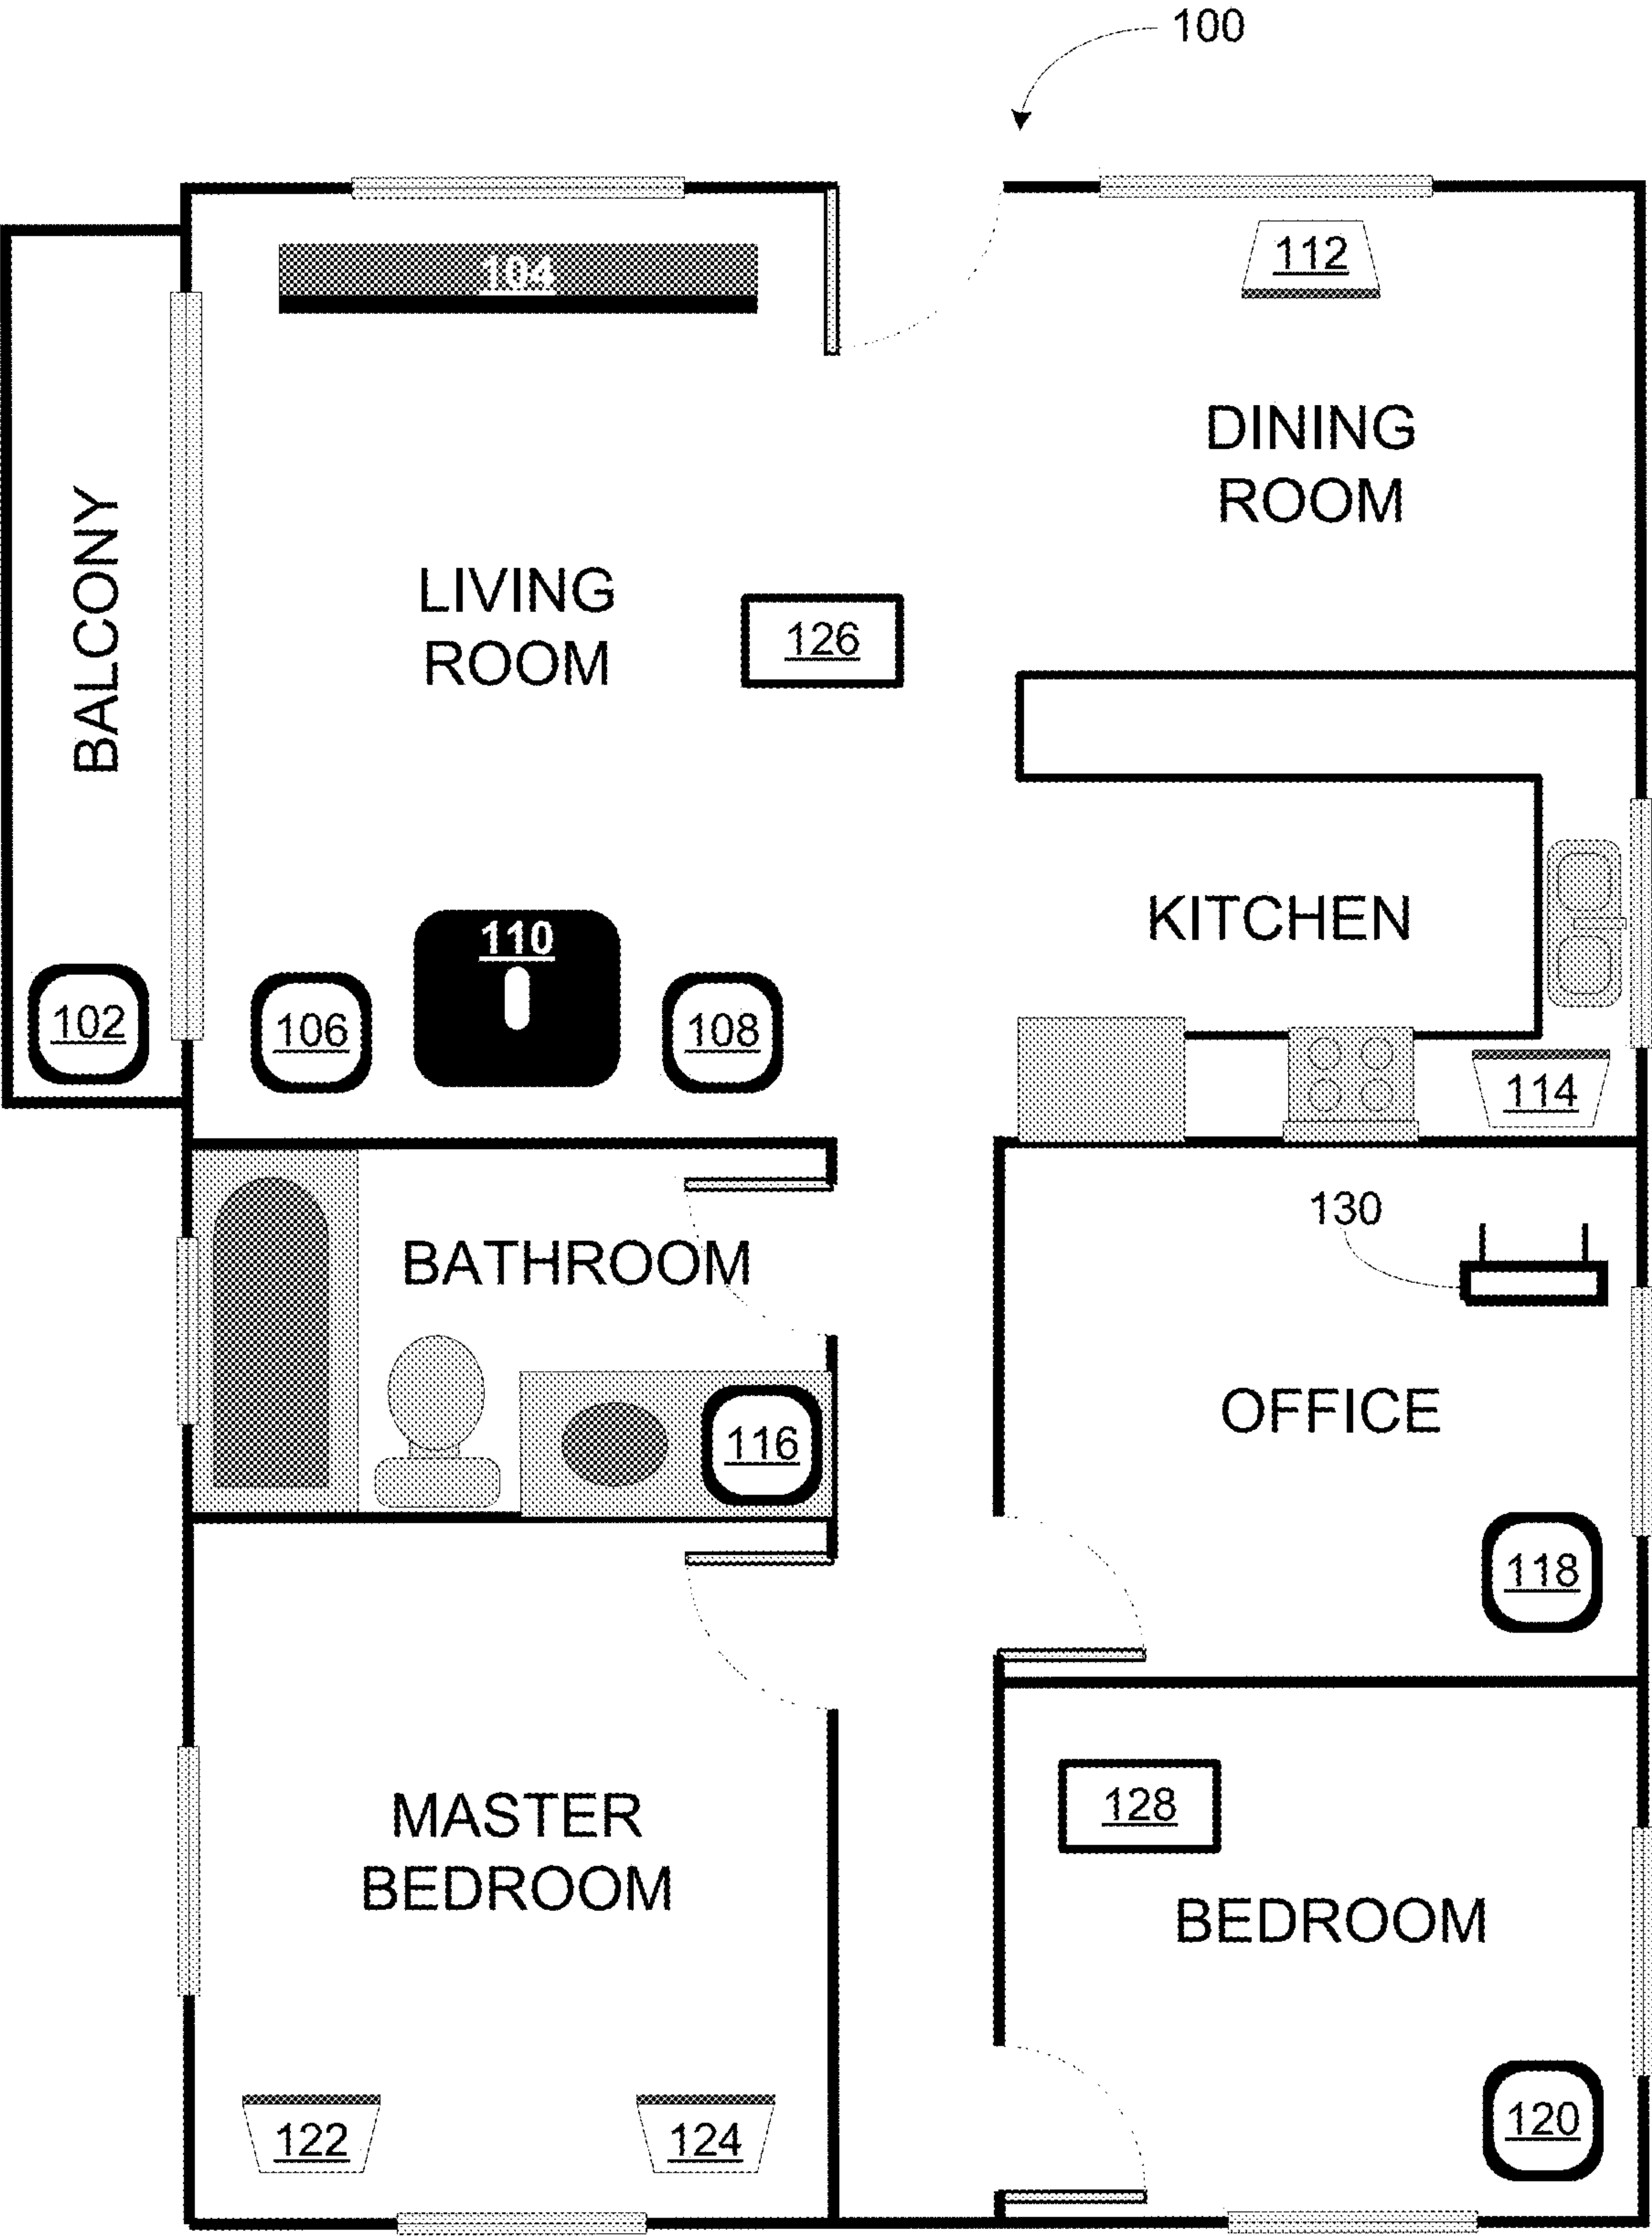 100
104
112
DINING
ROOM
BALCONY
LIVING
ROOM
126
KITCHEN
110
102
106
108
114
130
BATHROOM
OFFICE
116
118
MASTER
BEDROOM
128
BEDROOM
122
124
120